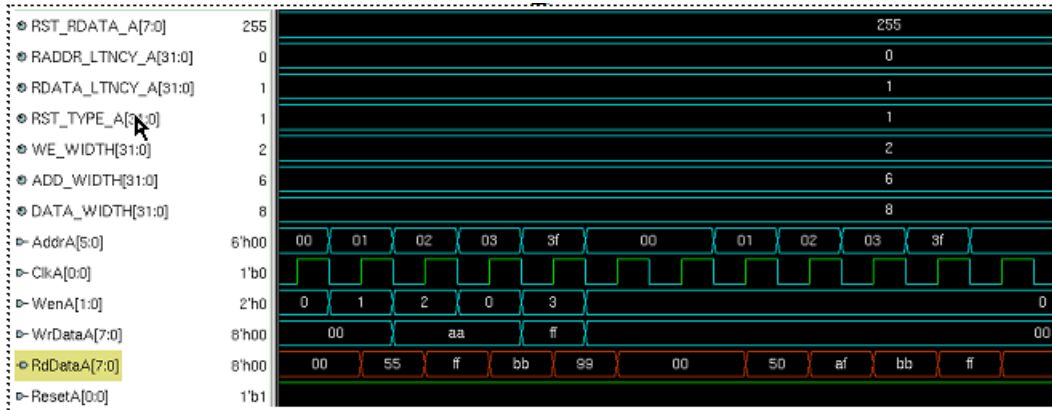 RST_RDATA_A[7:0] 255 255
RADDR_LTNCY_A[31:0] 0 0
RDATA_LTNCY_A[31:0] 1 1
RST_TYPE_A[31:0] 1 1
WE_WIDTH[31:0] 2 2
ADD_WIDTH[31:0] 6 6
DATA_WIDTH[31:0] 8 8
AddrA[5:0] 6'h00 00 01 02 03 3f 00 01 02 03 3f
ClkA[0:0] 1'b0
WenA[1:0] 2'h0 0 1 2 0 3 0
WrDataA[7:0] 8'h00 00 aa ff 00
RdDataA[7:0] 8'h00 00 55 ff bb 99 00 50 af bb ff
ResetA[0:0] 1'b1